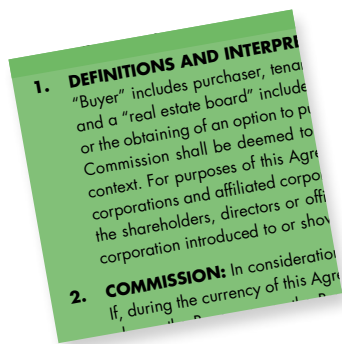 1. DEFINITIONS AND INTERPRE
"Buyer" includes purchaser, tena
and a "real estate board" include
or the obtaining of an option to pu
Commission shall be deemed to
context. For purposes of this Agre
corporations and affiliated corpo
the shareholders, directors or offi
corporation introduced to or shov
2. COMMISSION: In consideration
If, during the currency of this Agre